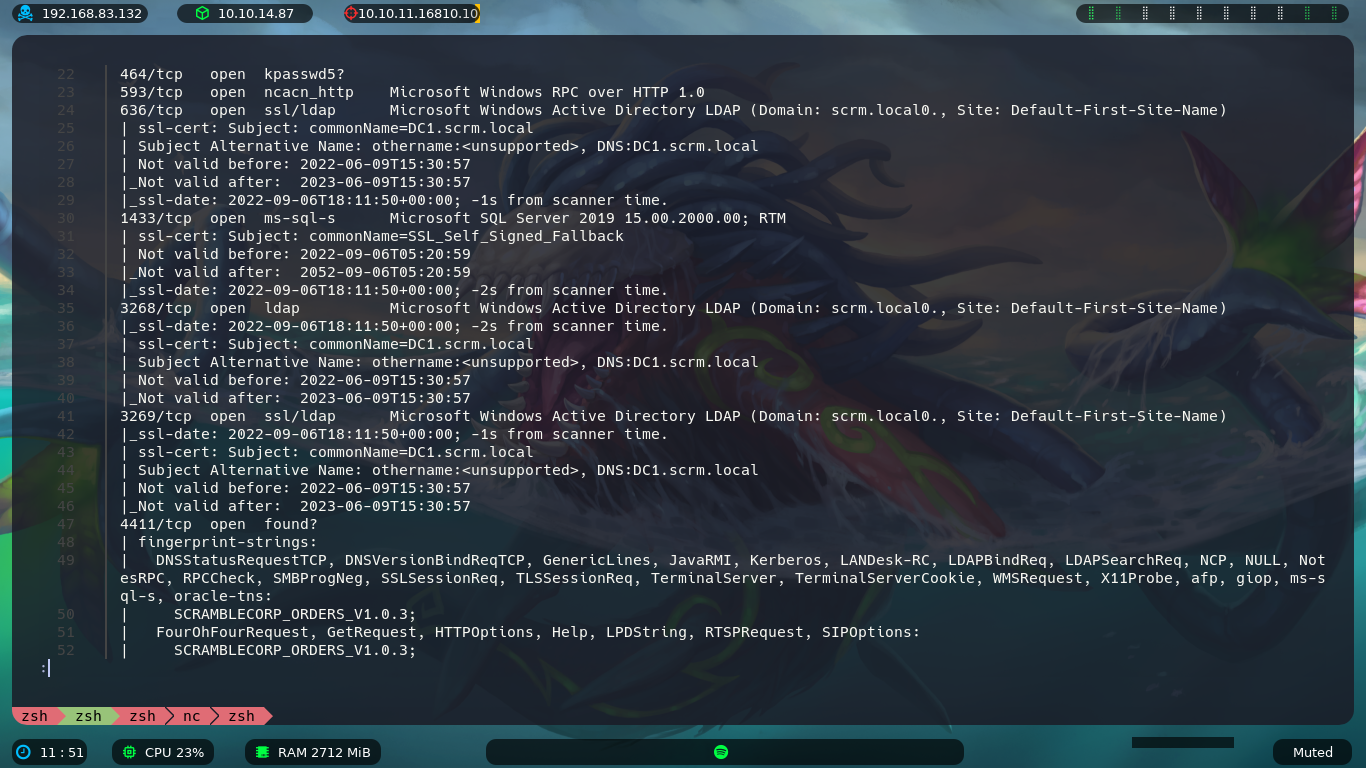 192.168.83.132 10.10.14.87 10.10.11.16810.10
22 464/tcp   open  kpasswd5?
23 593/tcp   open  ncacn_http    Microsoft Windows RPC over HTTP 1.0
24 636/tcp   open  ssl/ldap      Microsoft Windows Active Directory LDAP (Domain: scrm.local0., Site: Default-First-Site-Name)
25 | ssl-cert: Subject: commonName=DC1.scrm.local
26 | Subject Alternative Name: othername:<unsupported>, DNS:DC1.scrm.local
27 | Not valid before: 2022-06-09T15:30:57
28 |_Not valid after:  2023-06-09T15:30:57
29 |_ssl-date: 2022-09-06T18:11:50+00:00; -1s from scanner time.
30 1433/tcp  open  ms-sql-s      Microsoft SQL Server 2019 15.00.2000.00; RTM
31 | ssl-cert: Subject: commonName=SSL_Self_Signed_Fallback
32 | Not valid before: 2022-09-06T05:20:59
33 |_Not valid after:  2052-09-06T05:20:59
34 |_ssl-date: 2022-09-06T18:11:50+00:00; -2s from scanner time.
35 3268/tcp  open  ldap          Microsoft Windows Active Directory LDAP (Domain: scrm.local0., Site: Default-First-Site-Name)
36 |_ssl-date: 2022-09-06T18:11:50+00:00; -2s from scanner time.
37 | ssl-cert: Subject: commonName=DC1.scrm.local
38 | Subject Alternative Name: othername:<unsupported>, DNS:DC1.scrm.local
39 | Not valid before: 2022-06-09T15:30:57
40 |_Not valid after:  2023-06-09T15:30:57
41 3269/tcp  open  ssl/ldap      Microsoft Windows Active Directory LDAP (Domain: scrm.local0., Site: Default-First-Site-Name)
42 |_ssl-date: 2022-09-06T18:11:50+00:00; -1s from scanner time.
43 | ssl-cert: Subject: commonName=DC1.scrm.local
44 | Subject Alternative Name: othername:<unsupported>, DNS:DC1.scrm.local
45 | Not valid before: 2022-06-09T15:30:57
46 |_Not valid after:  2023-06-09T15:30:57
47 4411/tcp  open  found?
48 | fingerprint-strings:
49 |   DNSStatusRequestTCP, DNSVersionBindReqTCP, GenericLines, JavaRMI, Kerberos, LANDesk-RC, LDAPBindReq, LDAPSearchReq, NCP, NULL, Not
esRPC, RPCCheck, SMBProgNeg, SSLSessionReq, TLSSessionReq, TerminalServer, TerminalServerCookie, WMSRequest, X11Probe, afp, giop, ms-s
ql-s, oracle-tns:
50 |     SCRAMBLECORP_ORDERS_V1.0.3;
51 |   FourOhFourRequest, GetRequest, HTTPOptions, Help, LPDString, RTSPRequest, SIPOptions:
52 |     SCRAMBLECORP_ORDERS_V1.0.3;
:
zsh zsh zsh nc zsh
11 : 51 CPU 23% RAM 2712 MiB Muted